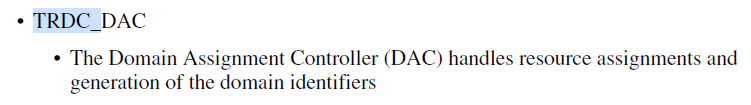 • TRDC_DAC
• The Domain Assignment Controller (DAC) handles resource assignments and
generation of the domain identifiers